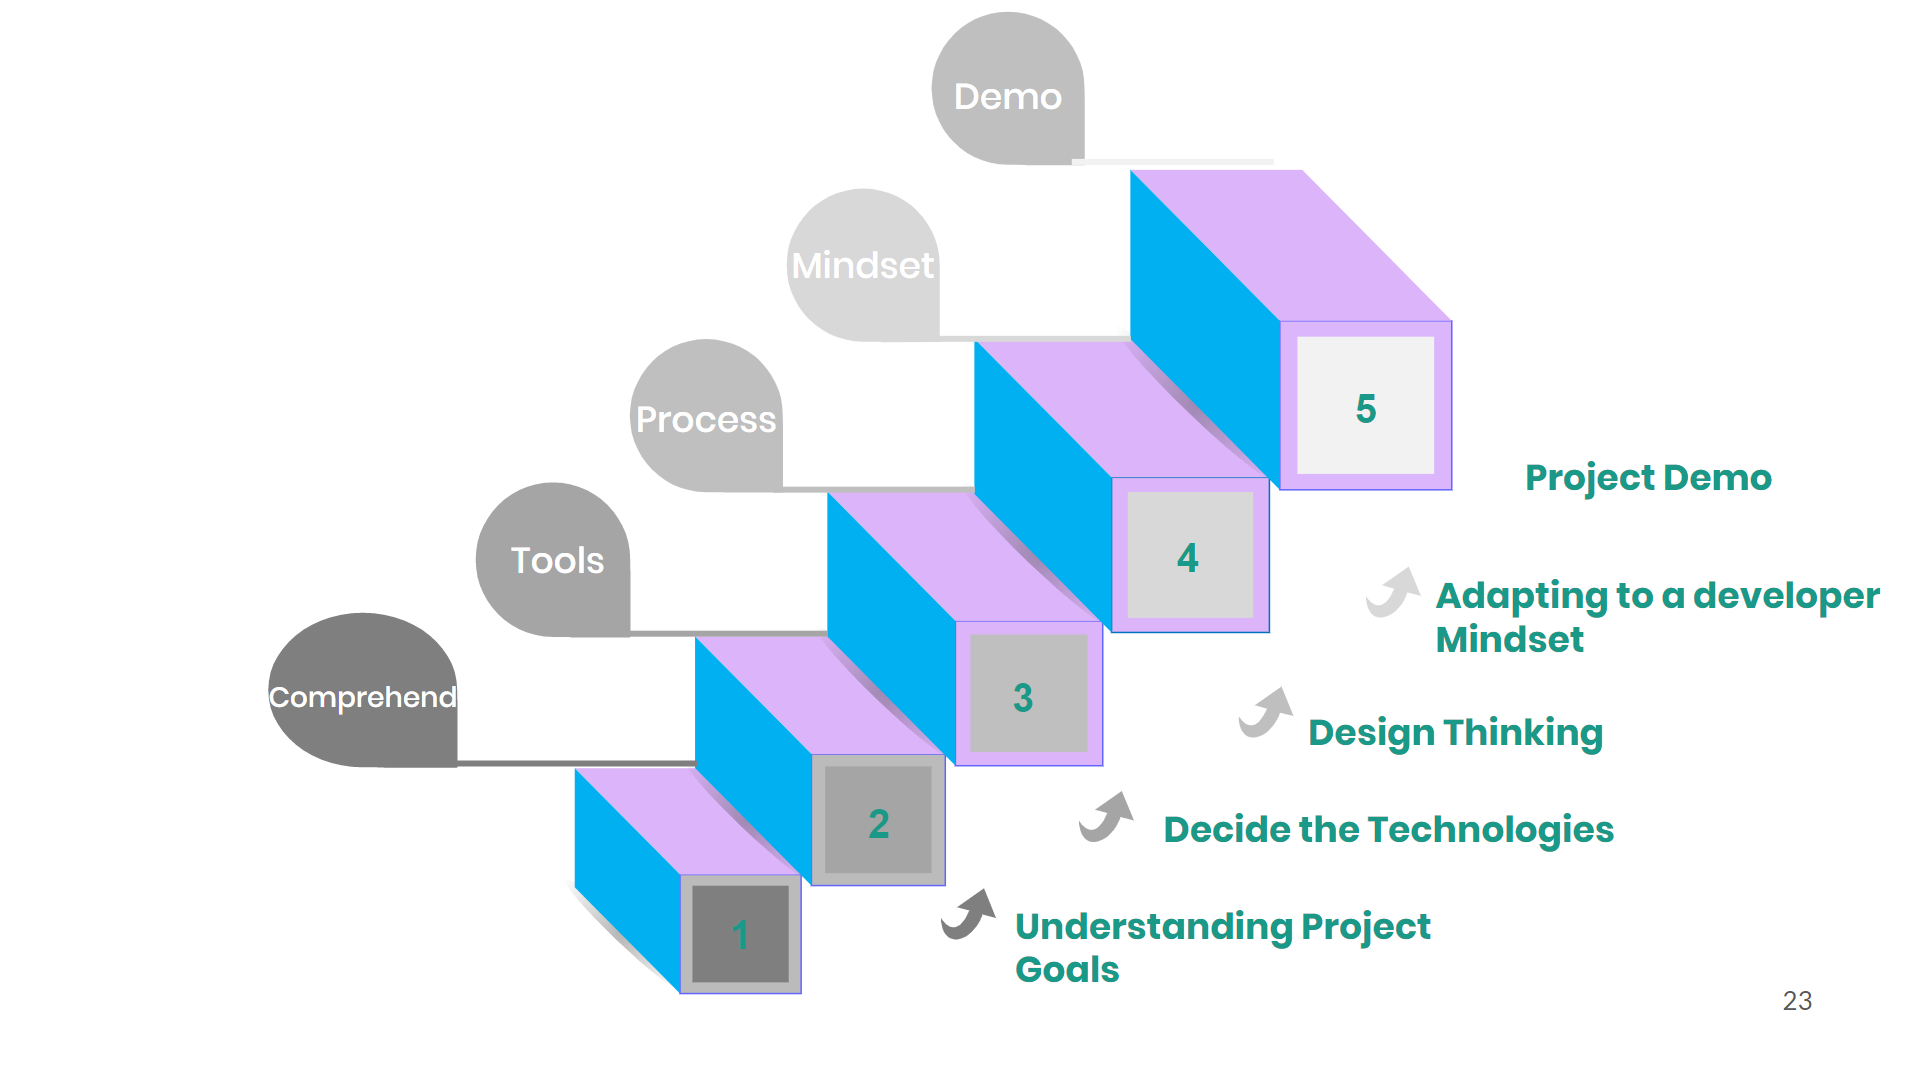 Demo
Mindset
Process
Tools
Comprehend
5
4
3
2
1
Project Demo
Adapting to a developer
Mindset
Design Thinking
Decide the Technologies
Understanding Project
Goals
23